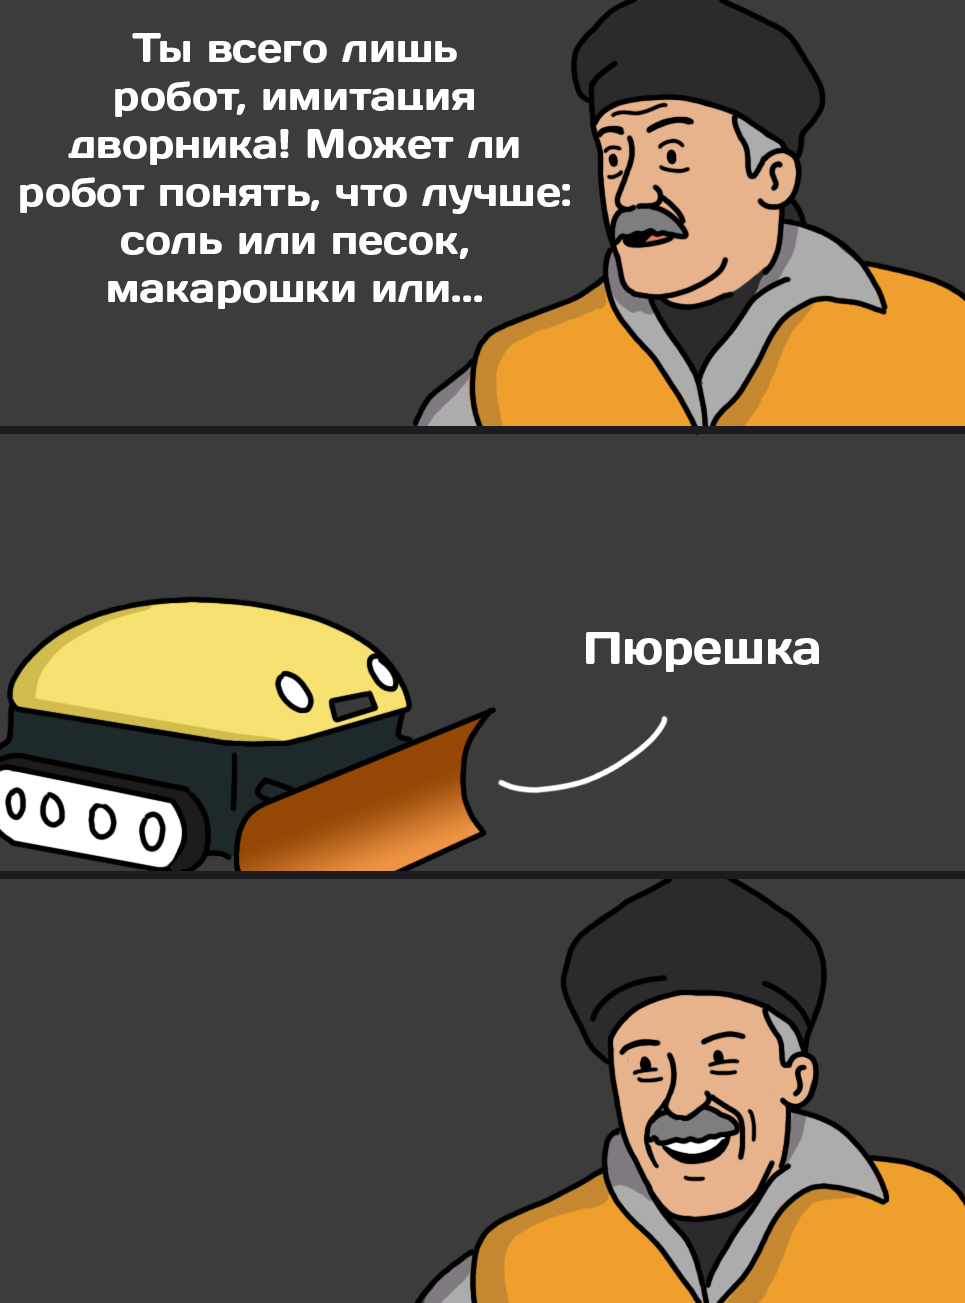 Ты всего лишь
робот, имитация
дворника! Может ли
робот понять, что лучше:
соль или песок,
макарошки или...
Пюрешка